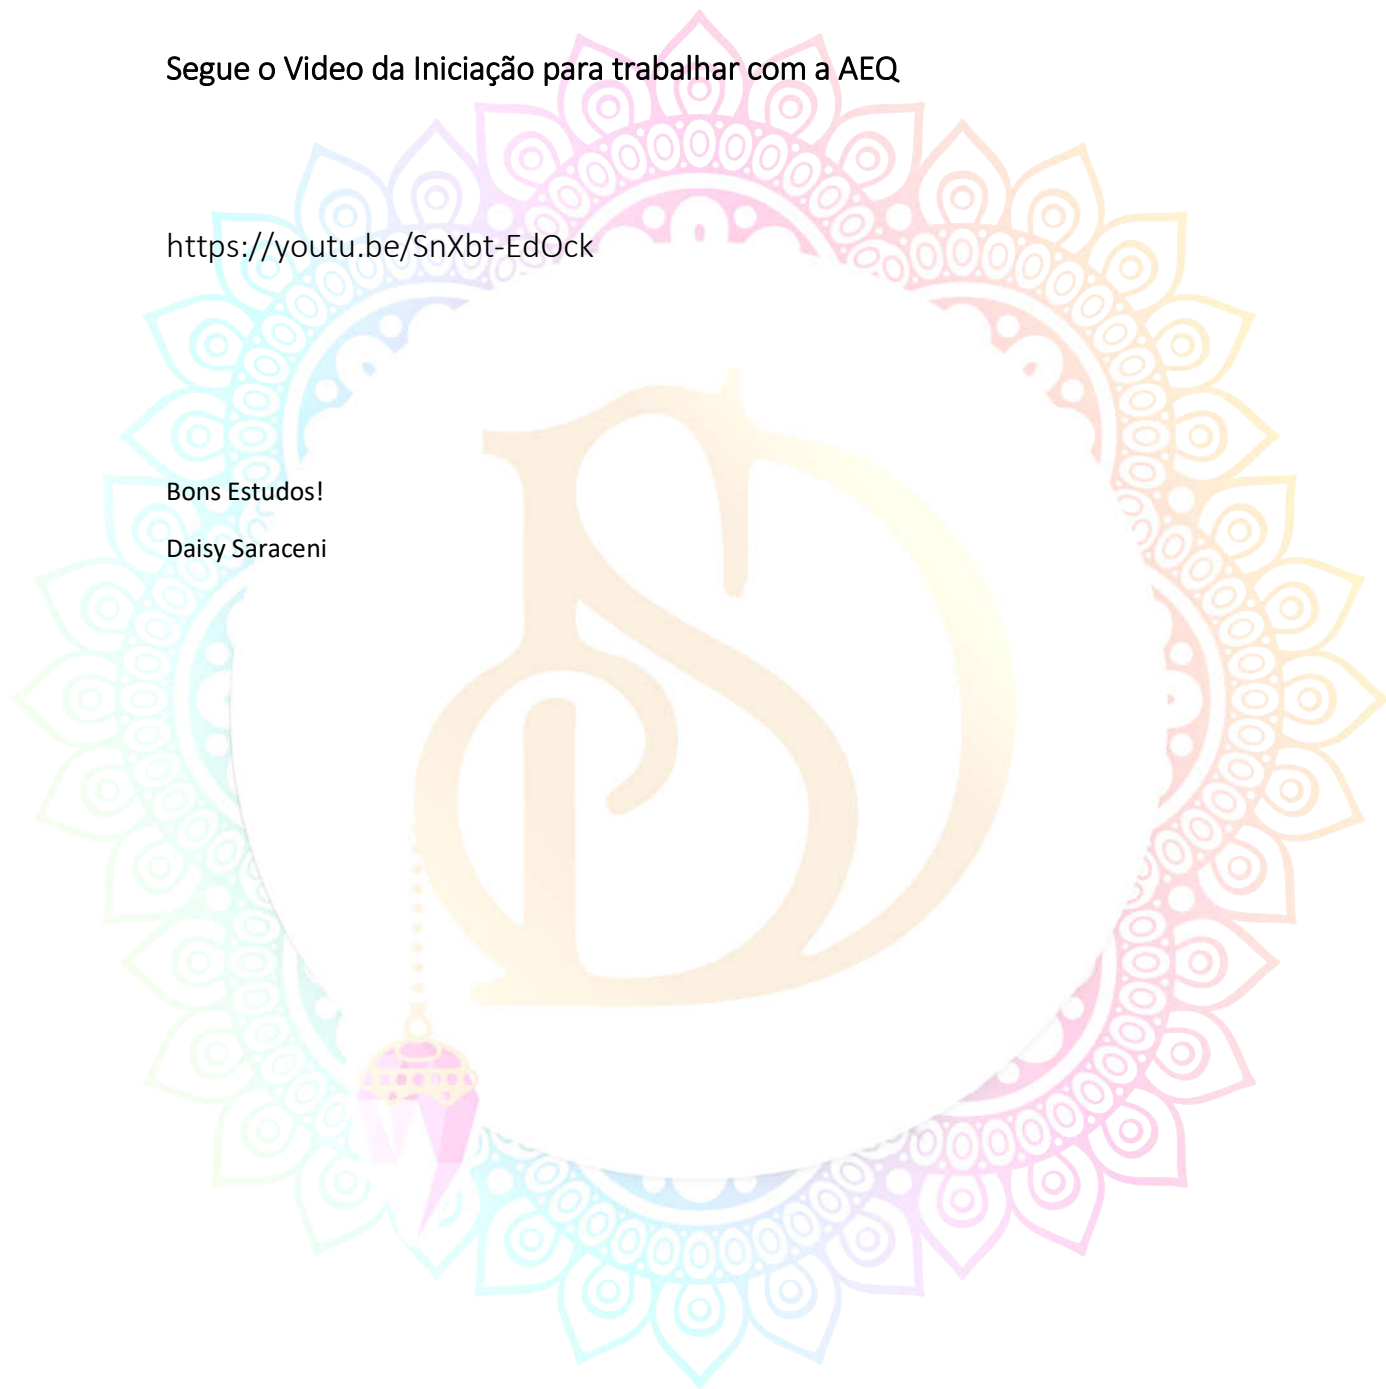 Segue o Video da Iniciação para trabalhar com a AEQ
https://youtu.be/SnXbt-EdOck
Bons Estudos!
Daisy Saraceni